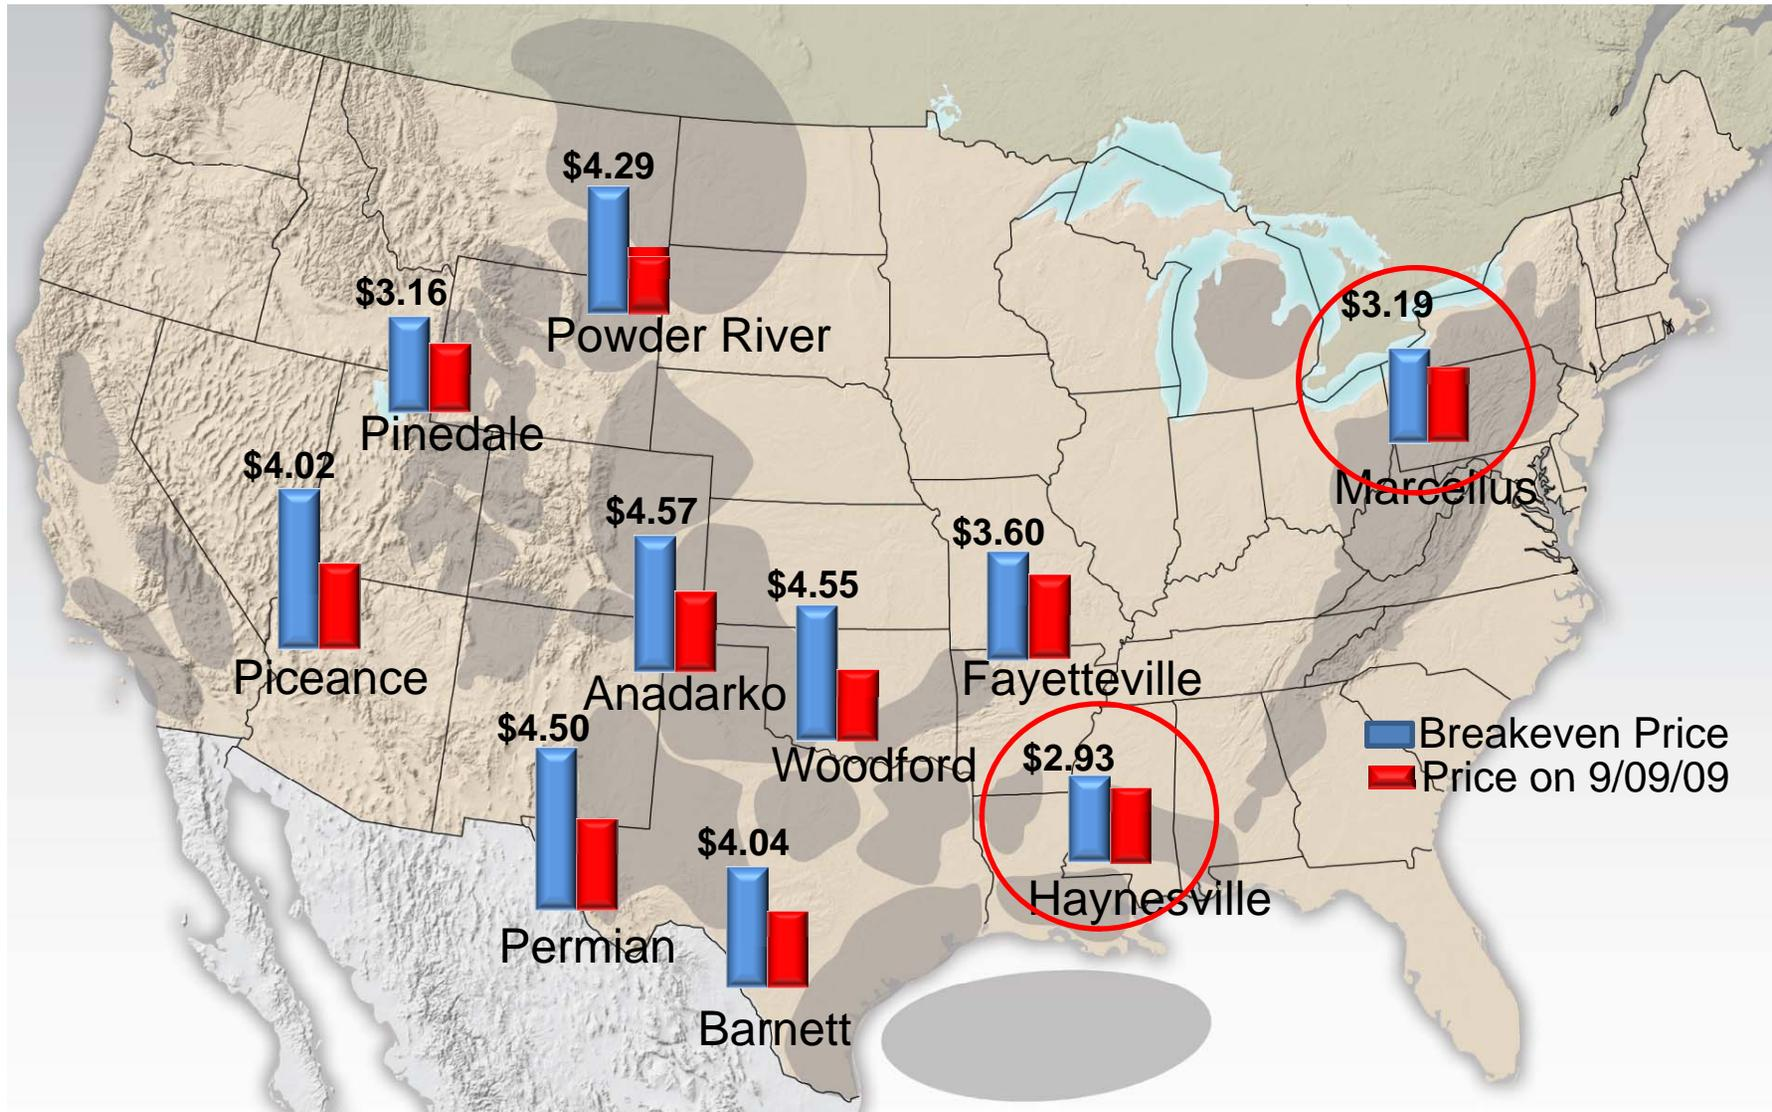 $4.29
Powder River
$3.16
Pinedale
$3.19
Marcellus
$4.02
Piceance
$4.57
Anadarko
$4.55
Woodford
$3.60
Fayetteville
$4.50
Permian
$4.04
Barnett
$2.93
Haynesville
Breakeven Price
Price on 9/09/09